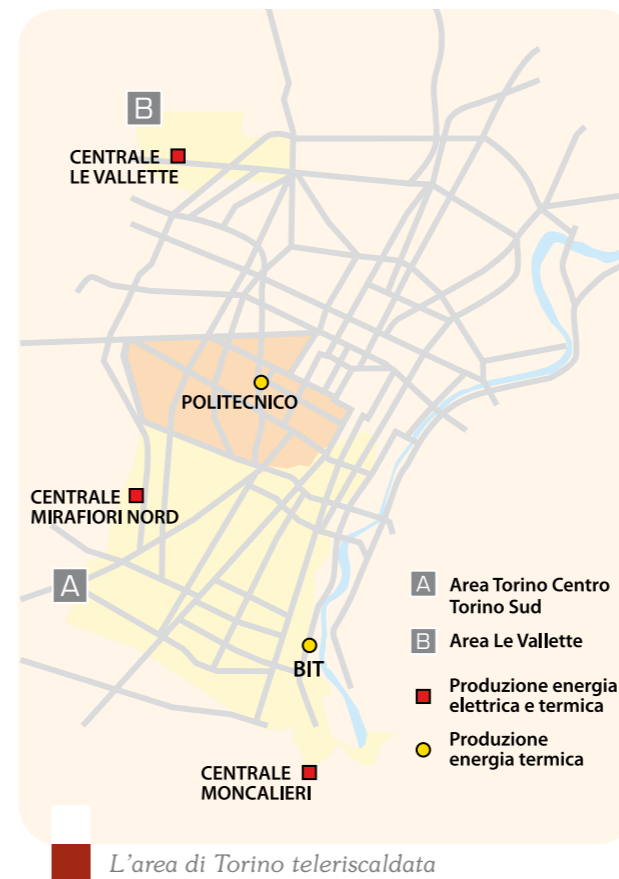 B
CENTRALE
LE VALLETTE
POLITECNICO
CENTRALE
MIRAFIORI NORD
A
BIT
CENTRALE
MONCALIERI
A Area Torino Centro
Torino Sud
B Area Le Vallette
Produzione energia
elettrica e termica
Produzione
energia termica
L'area di Torino teleriscaldata